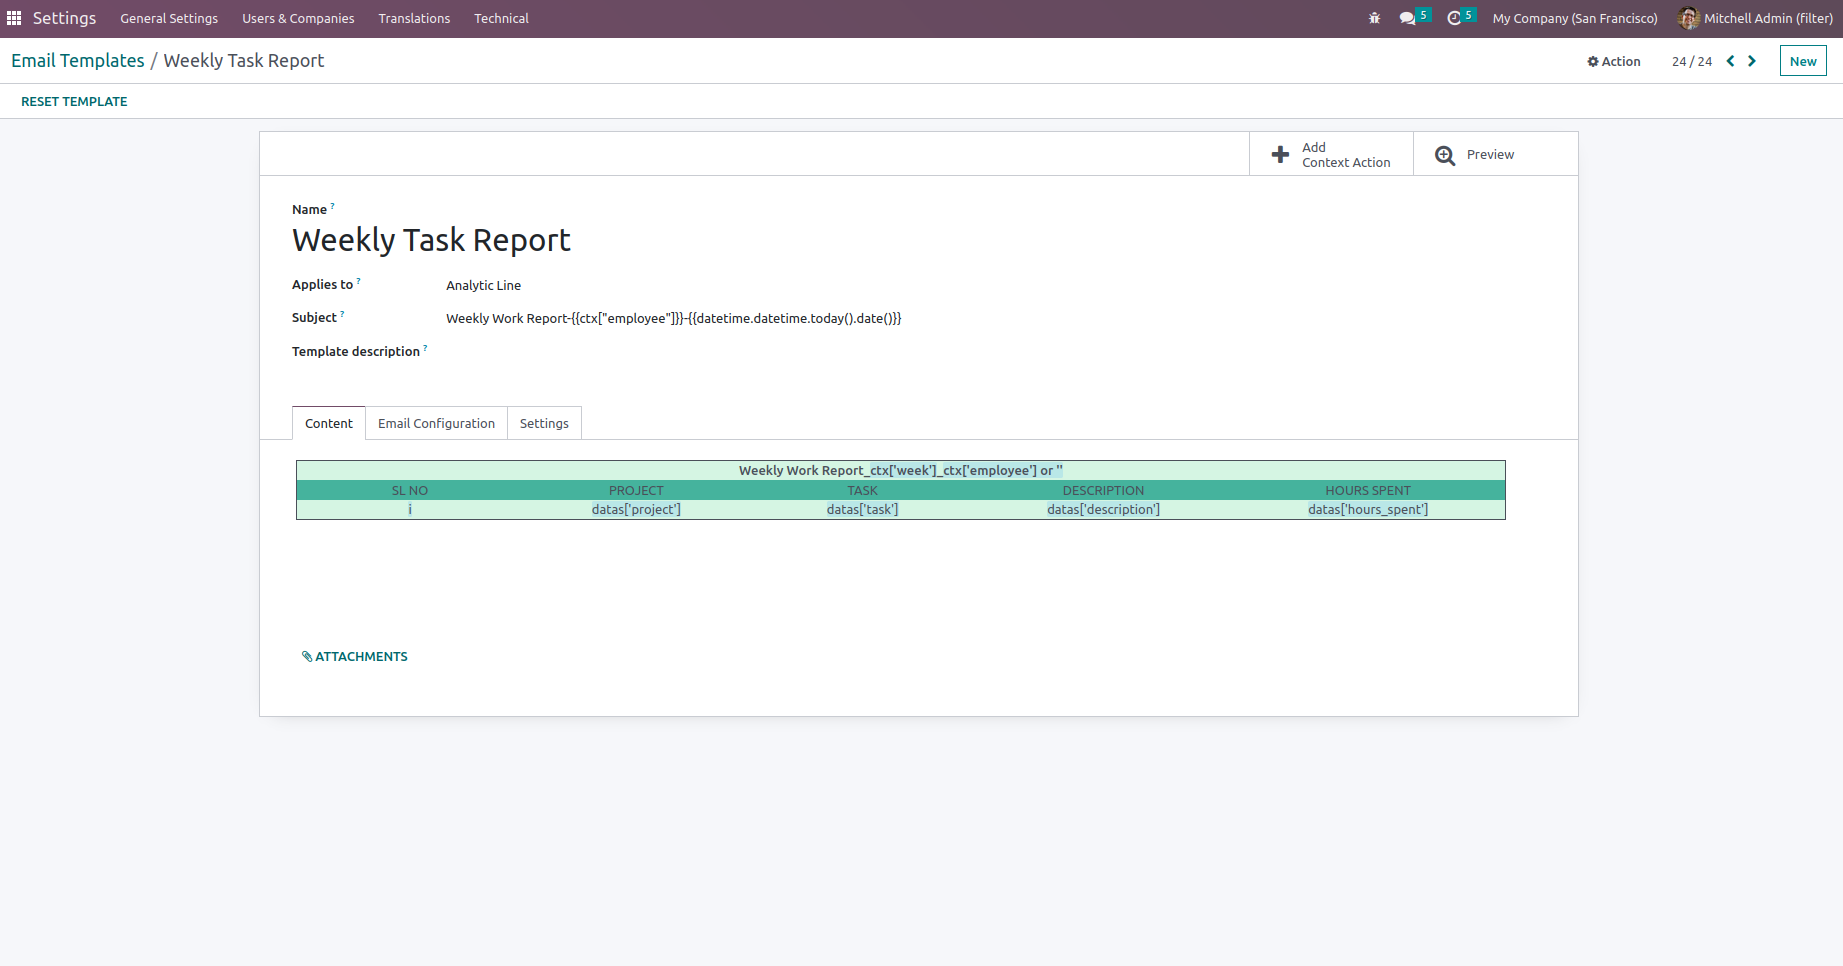 Settings General Settings Users & Companies Translations Technical 5 5 My Company (San Francisco) Mitchell Admin (filter)
Email Templates / Weekly Task Report Action 24 / 24 New
RESET TEMPLATE
Add
Context Action
Preview
Name ?
Weekly Task Report
Applies to ? Analytic Line
Subject ? Weekly Work Report-{{ctx["employee"]}}-{{datetime.datetime.today().date()}}
Template description ?
Content Email Configuration Settings
Weekly Work Report_ctx['week']_ctx['employee'] or ''
SL NO PROJECT TASK DESCRIPTION HOURS SPENT
i datas['project'] datas['task'] datas['description'] datas['hours_spent']
ATTACHMENTS